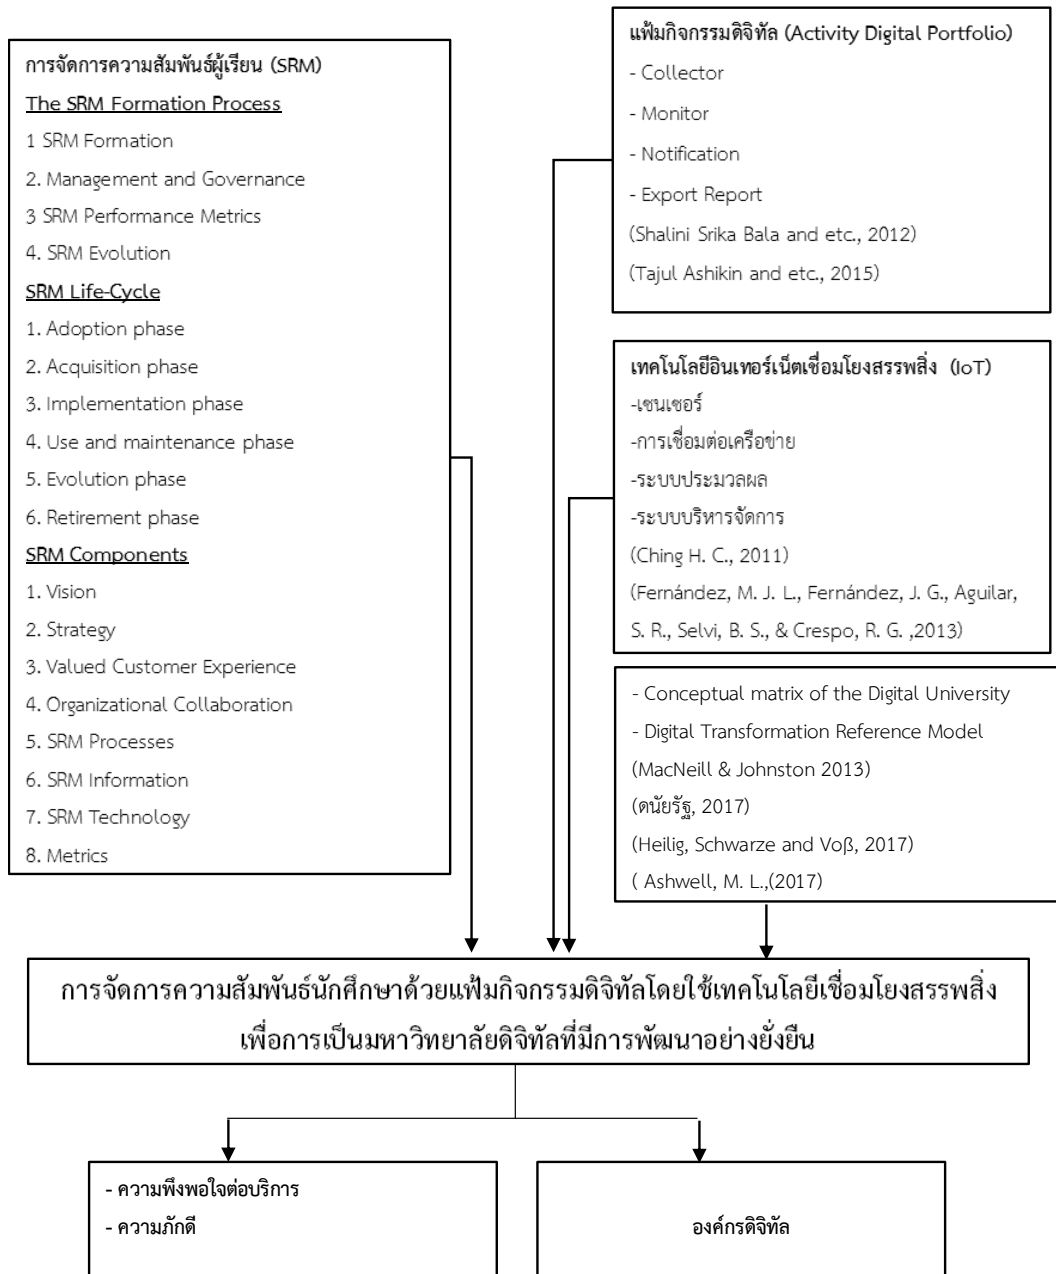 การจัดการความสัมพันธ์ผู้เรียน (SRM)
The SRM Formation Process
1 SRM Formation
2. Management and Governance
3 SRM Performance Metrics
4. SRM Evolution
SRM Life-Cycle
1. Adoption phase
2. Acquisition phase
3. Implementation phase
4. Use and maintenance phase
5. Evolution phase
6. Retirement phase
SRM Components
1. Vision
2. Strategy
3. Valued Customer Experience
4. Organizational Collaboration
5. SRM Processes
6. SRM Information
7. SRM Technology
8. Metrics
แฟ้มกิจกรรมดิจิทัล (Activity Digital Portfolio)
- Collector
- Monitor
- Notification
- Export Report
(Shalini Srika Bala and etc., 2012)
(Tajul Ashikin and etc., 2015)
เทคโนโลยีอินเทอร์เน็ตเชื่อมโยงสรรพสิ่ง (IoT)
-เซนเซอร์
-การเชื่อมต่อเครือข่าย
-ระบบประมวลผล
-ระบบบริหารจัดการ
(Ching H. C., 2011)
(Fernández, M. J. L., Fernández, J. G., Aguilar,
S. R., Selvi, B. S., & Crespo, R. G. ,2013)
- Conceptual matrix of the Digital University
- Digital Transformation Reference Model
(MacNeill & Johnston 2013)
(ดนัยรัฐ, 2017)
(Heilig, Schwarze and Voβ, 2017)
( Ashwell, M. L.,(2017)
การจัดการความสัมพันธ์นักศึกษาด้วยแฟ้มกิจกรรมดิจิทัลโดยใช้เทคโนโลยีเชื่อมโยงสรรพสิ่ง
เพื่อการเป็นมหาวิทยาลัยดิจิทัลที่มีการพัฒนาอย่างยั่งยืน
- ความพึงพอใจต่อบริการ
- ความภักดี
องค์กรดิจิทัล